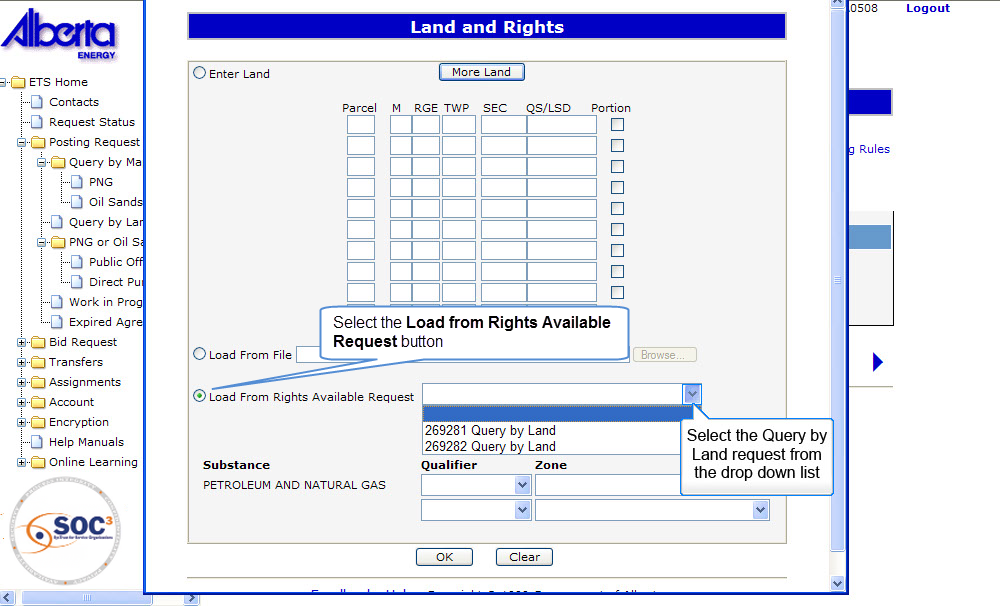 Alberta
ENERGY
ETS Home
Contacts
Request Status
Posting Request
Query by Ma
PNG
Oil Sands
Query by Lan
PNG or Oil Sa
Public Off
Direct Pur
Work in Prog
Expired Agre
Bid Request
Transfers
Assignments
Account
Encryption
Help Manuals
Online Learning
SOC3
0508 Logout
g Rules
Land and Rights
Enter Land
More Land
Parcel M RGE TWP SEC QS/LSD Portion
Select the Load from Rights Available
Request button
Load From File
Browse...
Load From Rights Available Request
269281 Query by Land
269282 Query by Land
Select the Query by
Land request from
the drop down list
Substance Qualifier Zone
PETROLEUM AND NATURAL GAS
OK Clear